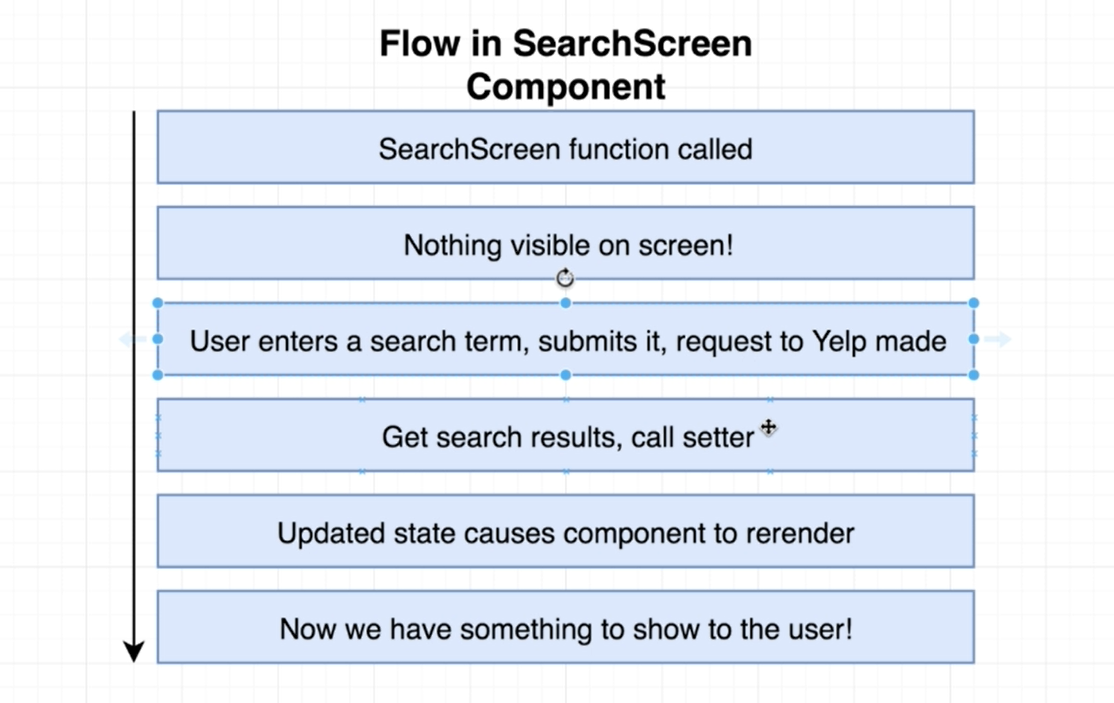 Flow in SearchScreen
Component
SearchScreen function called
Nothing visible on screen!
User enters a search term, submits it, request to Yelp made
Get search results, call setter
Updated state causes component to rerender
Now we have something to show to the user!